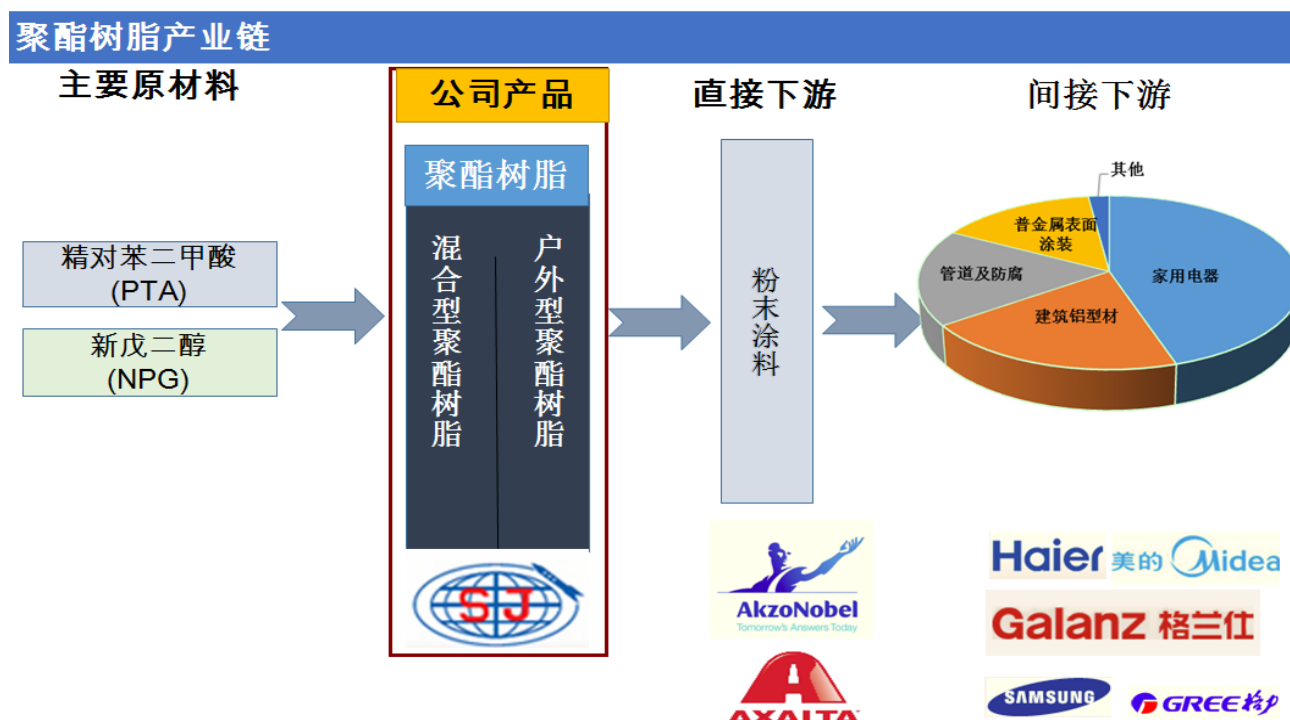 聚酯树脂产业链
主要原材料
公司产品
直接下游
间接下游
精对苯二甲酸
(PTA)
新戊二醇
(NPG)
聚酯树脂
混合型聚酯树脂
户外型聚酯树脂
粉末涂料
其他
普金属表面
涂装
管道及防腐
家用电器
建筑铝型材
SJ
AkzoNobel
Tomorrow's Answers Today
AXALTA
Haier
美的 Midea
Galanz 格兰仕
SAMSUNG
GREE 格力